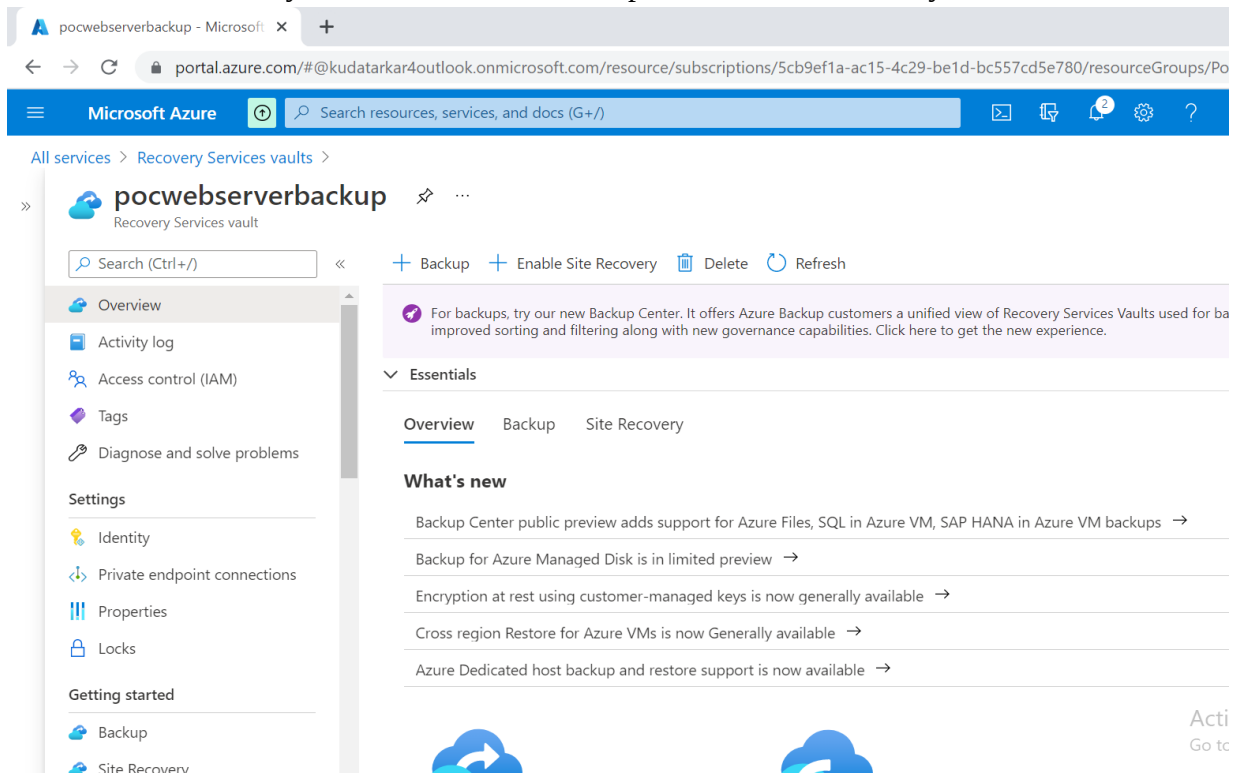 pocwebserverbackup - Microsoft
portal.azure.com/#@kudatarkar4outlook.onmicrosoft.com/resource/subscriptions/5cb9ef1a-ac15-4c29-be1d-bc557cd5e780/resourceGroups/Po
Microsoft Azure
Search resources, services, and docs (G+/)
2
All services > Recovery Services vaults >
pocwebserverbackup
Recovery Services vault
Search (Ctrl+/)
Overview
Activity log
Access control (IAM)
Tags
Diagnose and solve problems
Settings
Identity
Private endpoint connections
Properties
Locks
Getting started
Backup
Site Recovery
+ Backup + Enable Site Recovery Delete Refresh
For backups, try our new Backup Center. It offers Azure Backup customers a unified view of Recovery Services Vaults used for ba
improved sorting and filtering along with new governance capabilities. Click here to get the new experience.
Essentials
Overview Backup Site Recovery
What's new
Backup Center public preview adds support for Azure Files, SQL in Azure VM, SAP HANA in Azure VM backups →
Backup for Azure Managed Disk is in limited preview →
Encryption at rest using customer-managed keys is now generally available →
Cross region Restore for Azure VMs is now Generally available →
Azure Dedicated host backup and restore support is now available →
Acti
Go to